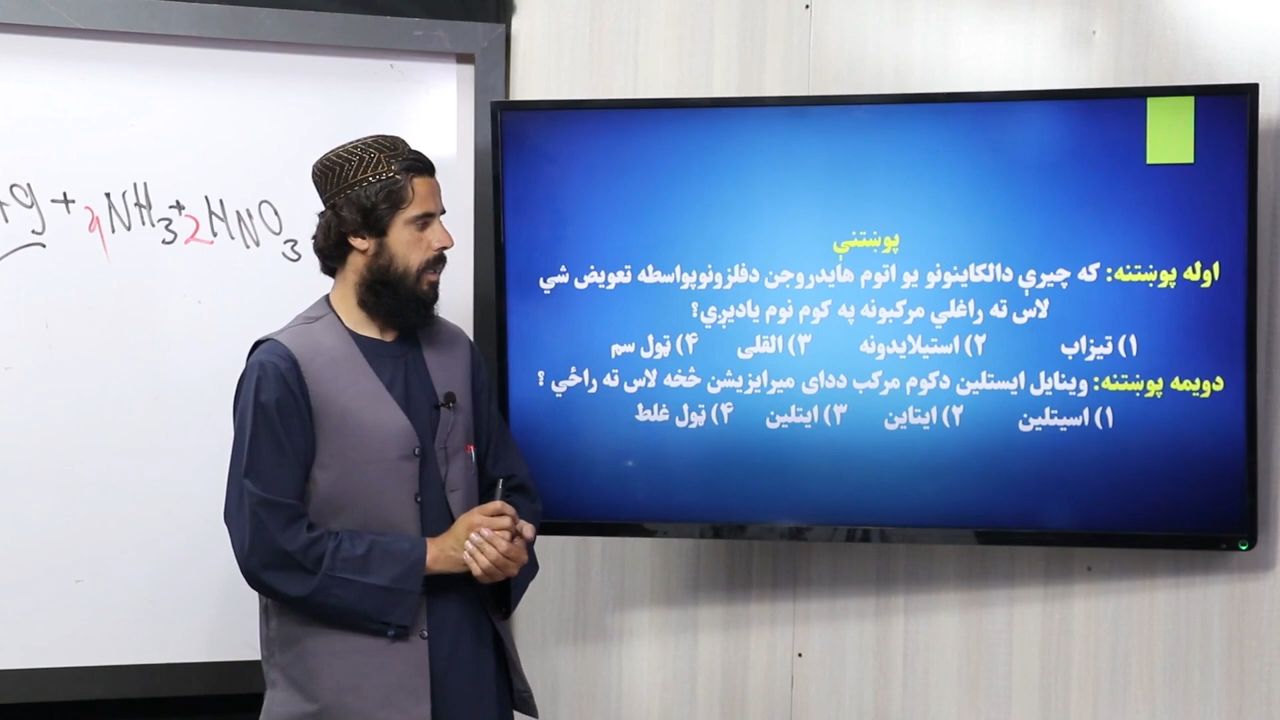 g + 4NH3 + 2HNO3
پوښتنې
اوله پوښتنه: که چیرې دالکاینونو یو اتوم هایدروجن دفلزونوپواسطه تعویض شي
لاس ته راغلي مرکبونه په کوم نوم یادیږي؟
۱) تیزاب ۲) استیلایدونه ۳) القلی ۴) ټول سم
دویمه پوښتنه: وینایل ایستلین دکوم مرکب ددای میرایزیشن څخه لاس ته راځي ؟
۱) اسیتلین ۲) ایتاین ۳) ایتلین ۴) ټول غلط